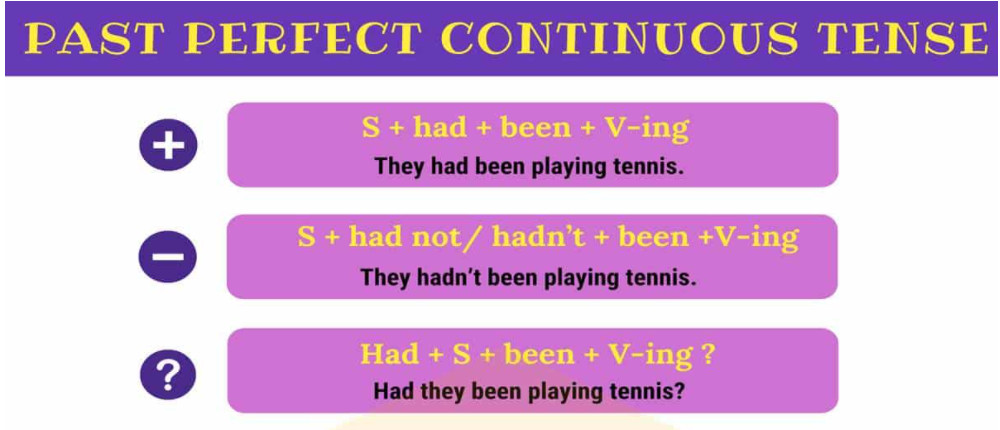 PAST PERFECT CONTINUOUS TENSE
+
S + had + been + V-ing
They had been playing tennis.
−
S + had not/ hadn’t + been +V-ing
They hadn’t been playing tennis.
?
Had + S + been + V-ing ?
Had they been playing tennis?